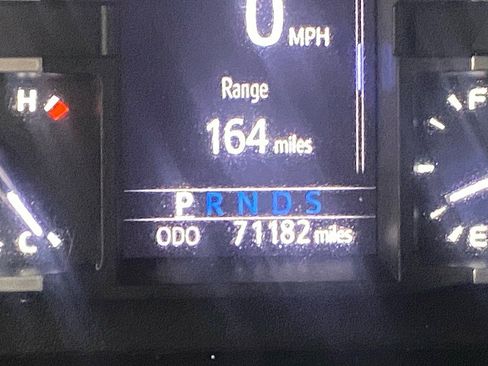 0 MPH
Range
H
F
164 miles
P R N D S
C
ODO 71182 miles
E